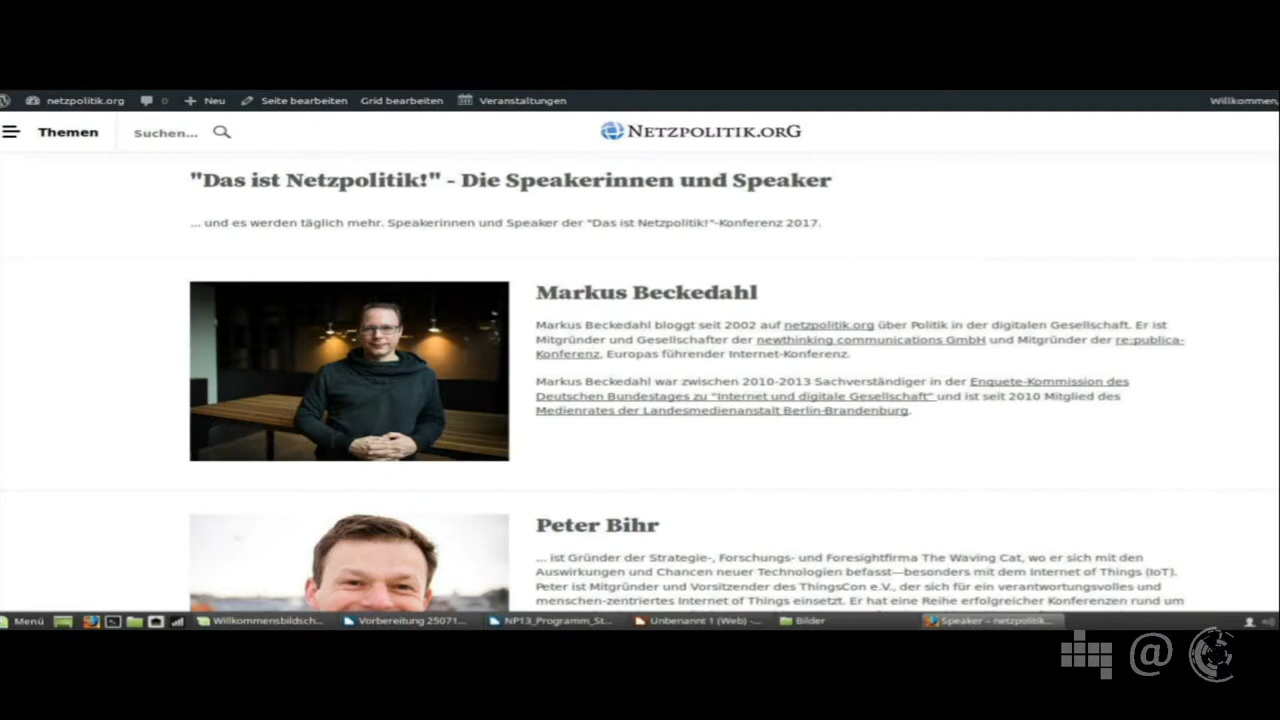 netzpolitik.org 0 Neu Seite bearbeiten Grid bearbeiten Veranstaltungen Willkommen,
Themen Suchen... NETZPOLITIK.ORG
"Das ist Netzpolitik!" - Die Speakerinnen und Speaker
... und es werden täglich mehr. Speakerinnen und Speaker der "Das ist Netzpolitik!"-Konferenz 2017.
Markus Beckedahl
Markus Beckedahl bloggt seit 2002 auf netzpolitik.org über Politik in der digitalen Gesellschaft. Er ist
Mitgründer und Gesellschafter der newthinking communications GmbH und Mitgründer der re:publica-
Konferenz, Europas führender Internet-Konferenz.
Markus Beckedahl war zwischen 2010-2013 Sachverständiger in der Enquete-Kommission des
Deutschen Bundestages zu "Internet und digitale Gesellschaft" und ist seit 2010 Mitglied des
Medienrates der Landesmedienanstalt Berlin-Brandenburg.
Peter Bihr
... ist Gründer der Strategie-, Forschungs- und Foresightfirma The Waving Cat, wo er sich mit den
Auswirkungen und Chancen neuer Technologien befasst—besonders mit dem Internet of Things (IoT).
Peter ist Mitgründer und Vorsitzender des ThingsCon e.V., der sich für ein verantwortungsvolles und
menschen-zentriertes Internet of Things einsetzt. Er hat eine Reihe erfolgreicher Konferenzen rund um
Menü Willkommensbildsch... Vorbereitung 25071... NP13_Programm_St... Unbenannt 1 (Web) -... Bilder Speaker – netzpolitik...
@